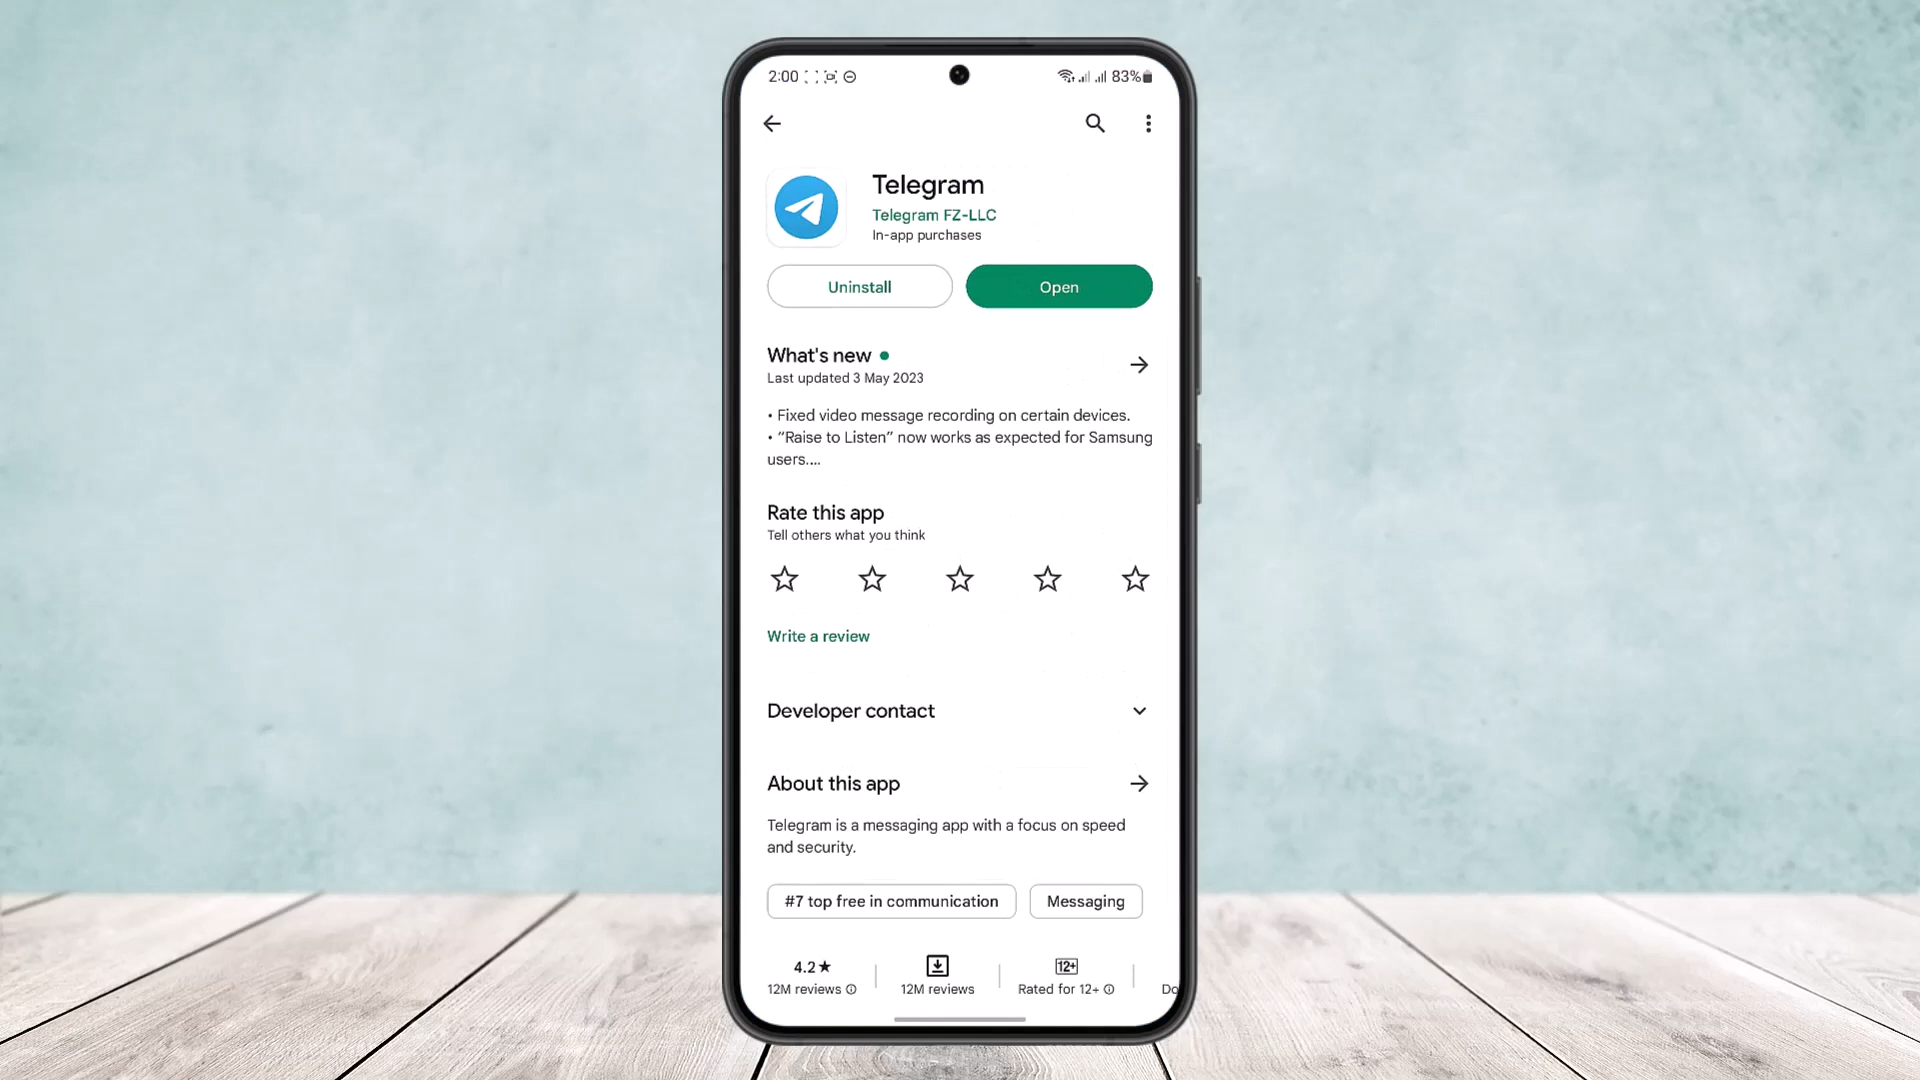 2:00 83%
Telegram
Telegram FZ-LLC
In-app purchases
Uninstall Open
What's new
Last updated 3 May 2023
• Fixed video message recording on certain devices.
• “Raise to Listen” now works as expected for Samsung
users....
Rate this app
Tell others what you think
Write a review
Developer contact
About this app
Telegram is a messaging app with a focus on speed
and security.
#7 top free in communication Messaging
4.2★ 12+
12M reviews 12M reviews Rated for 12+ Do